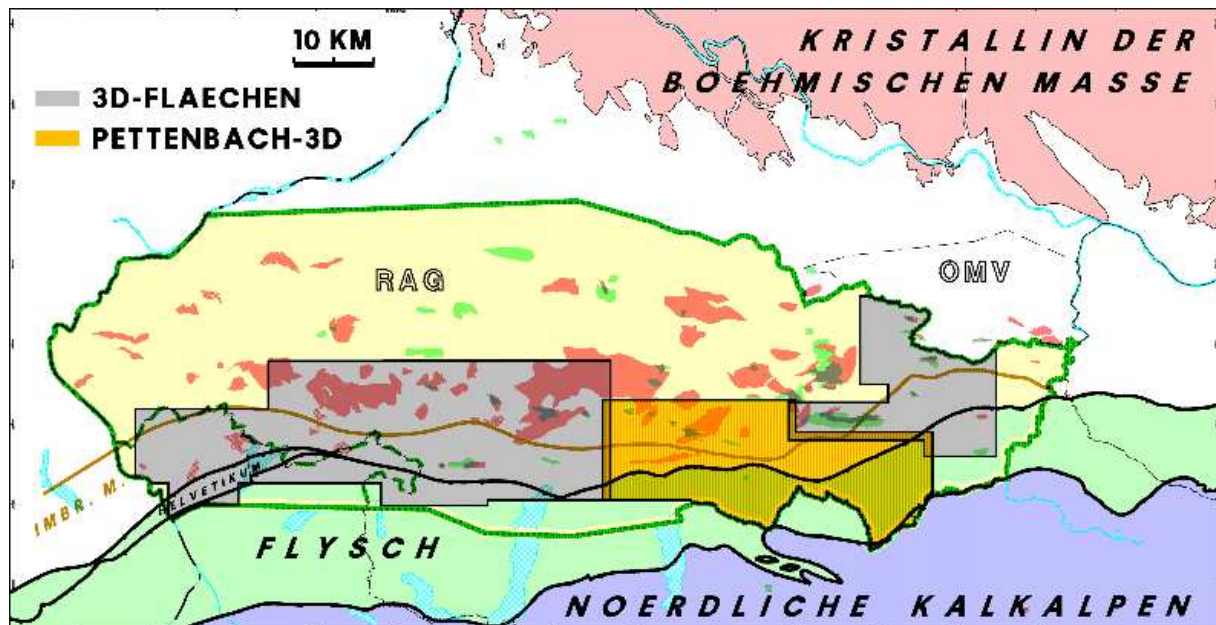 10 KM
KRISTALLIN DER
BOEHMISCHEN MASSE
3D-FLAECHEN
PETTENBACH-3D
RAG
OMV
IMBR. M.
HELVETIKUM
FLYSCH
NOERDLICHE KALKALPEN